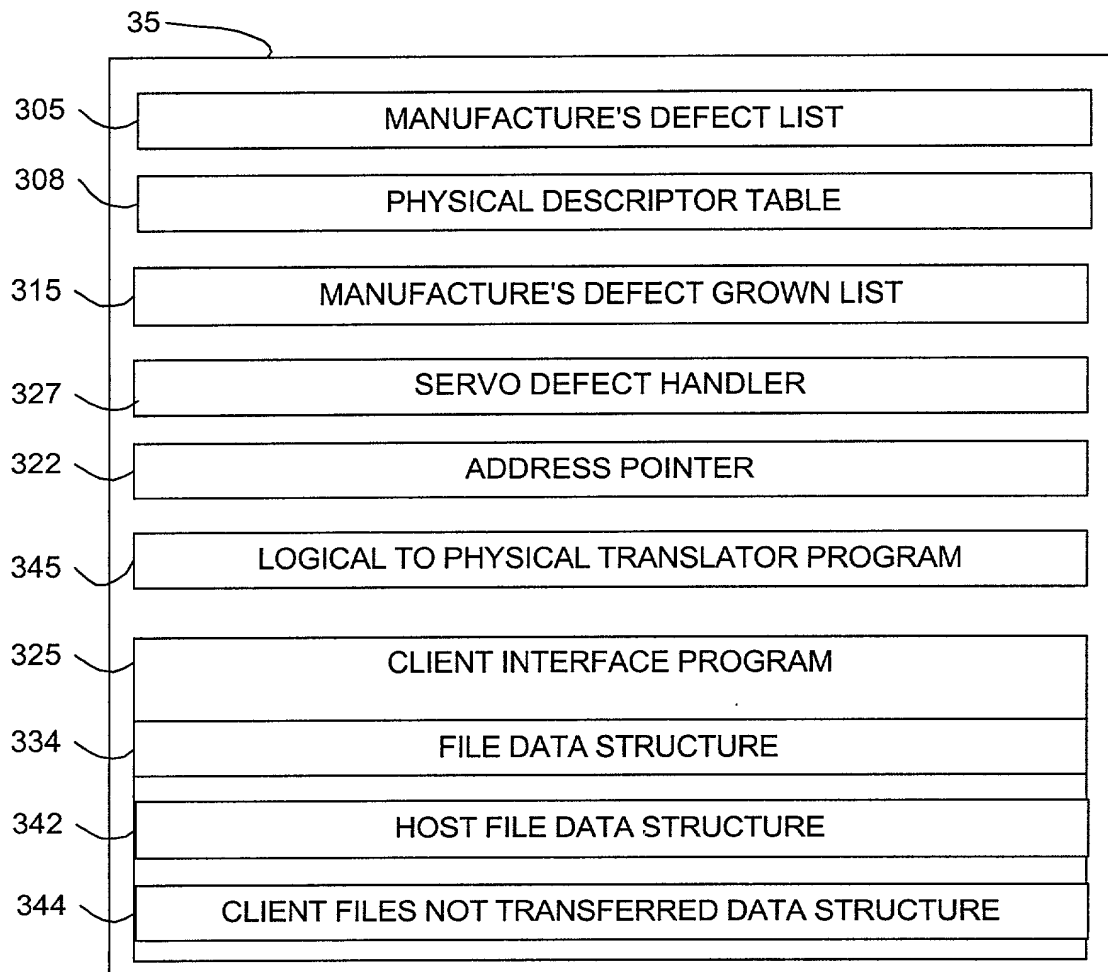 35
305 MANUFACTURE'S DEFECT LIST
308 PHYSICAL DESCRIPTOR TABLE
315 MANUFACTURE'S DEFECT GROWN LIST
327 SERVO DEFECT HANDLER
322 ADDRESS POINTER
345 LOGICAL TO PHYSICAL TRANSLATOR PROGRAM
325 CLIENT INTERFACE PROGRAM
334 FILE DATA STRUCTURE
342 HOST FILE DATA STRUCTURE
344 CLIENT FILES NOT TRANSFERRED DATA STRUCTURE